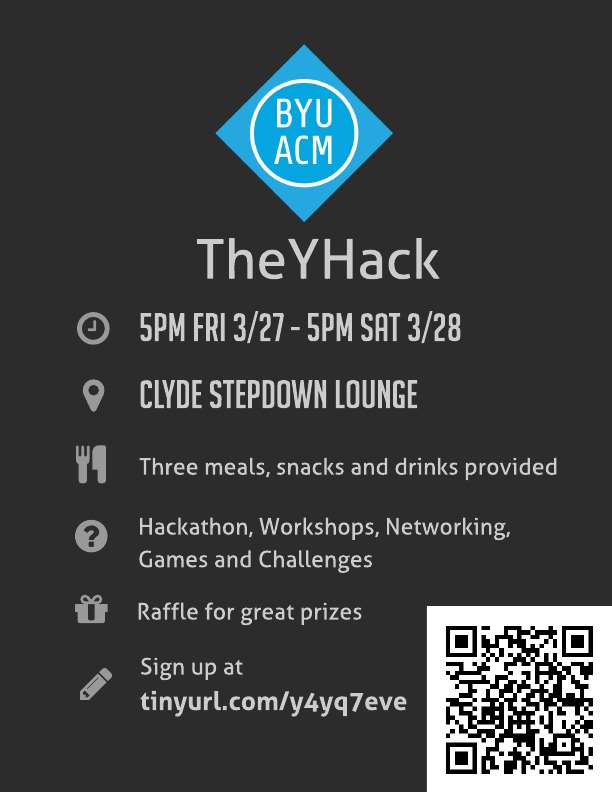 BYU
ACM
TheYHack
5PM FRI 3/27 - 5PM SAT 3/28
CLYDE STEPDOWN LOUNGE
Three meals, snacks and drinks provided
Hackathon, Workshops, Networking,
Games and Challenges
Raffle for great prizes
Sign up at
tinyurl.com/y4yq7eve